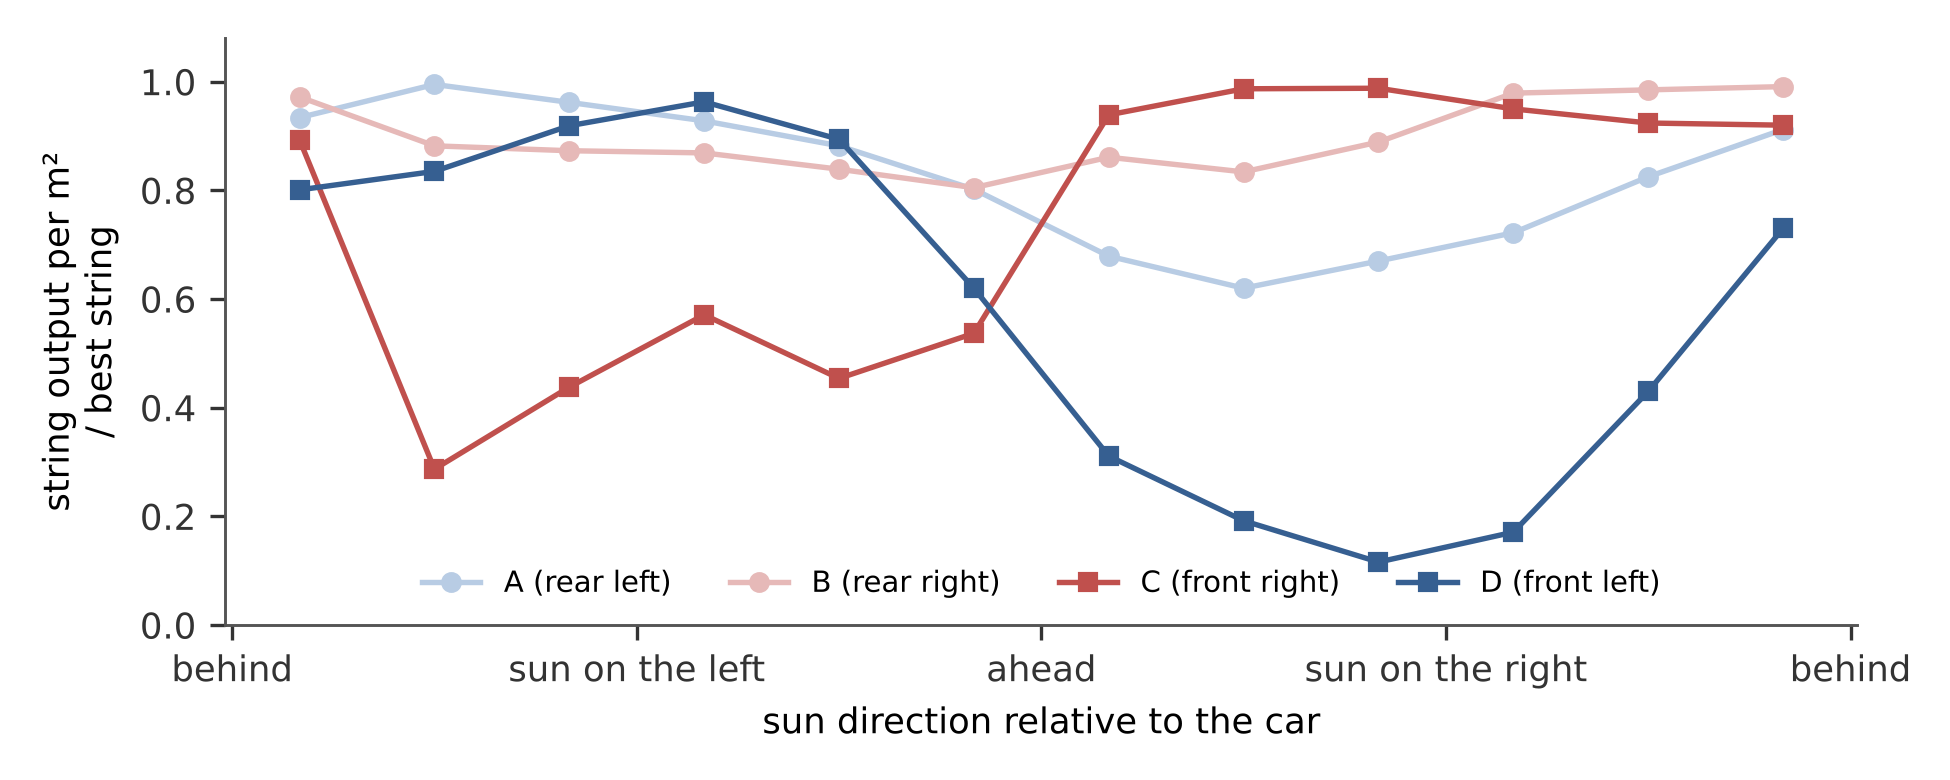 string output per m²
/ best string
1.0
0.8
0.6
0.4
0.2
0.0
A (rear left)
B (rear right)
C (front right)
D (front left)
behind
sun on the left
ahead
sun on the right
behind
sun direction relative to the car